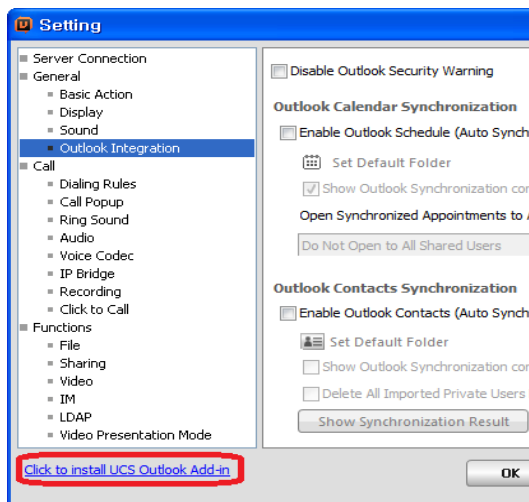 Setting
Server Connection
General
Basic Action
Display
Sound
Outlook Integration
Call
Dialing Rules
Call Popup
Ring Sound
Audio
Voice Codec
IP Bridge
Recording
Click to Call
Functions
File
Sharing
Video
IM
LDAP
Video Presentation Mode
Click to install UCS Outlook Add-in
Disable Outlook Security Warning
Outlook Calendar Synchronization
Enable Outlook Schedule (Auto Synch
Set Default Folder
Show Outlook Synchronization con
Open Synchronized Appointments to A
Do Not Open to All Shared Users
Outlook Contacts Synchronization
Enable Outlook Contacts (Auto Synch
Set Default Folder
Show Outlook Synchronization con
Delete All Imported Private Users
Show Synchronization Result
OK